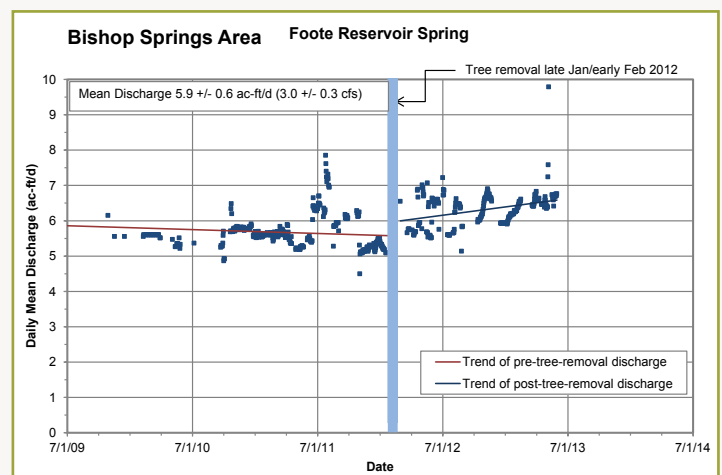 Bishop Springs Area
Foote Reservoir Spring
Tree removal late Jan/early Feb 2012
Mean Discharge 5.9 +/- 0.6 ac-ft/d (3.0 +/- 0.3 cfs)
Daily Mean Discharge (ac-ft/d)
10
9
8
7
6
5
4
3
2
1
0
Trend of pre-tree-removal discharge
Trend of post-tree-removal discharge
7/1/09
7/1/10
7/1/11
7/1/12
7/1/13
7/1/14
Date